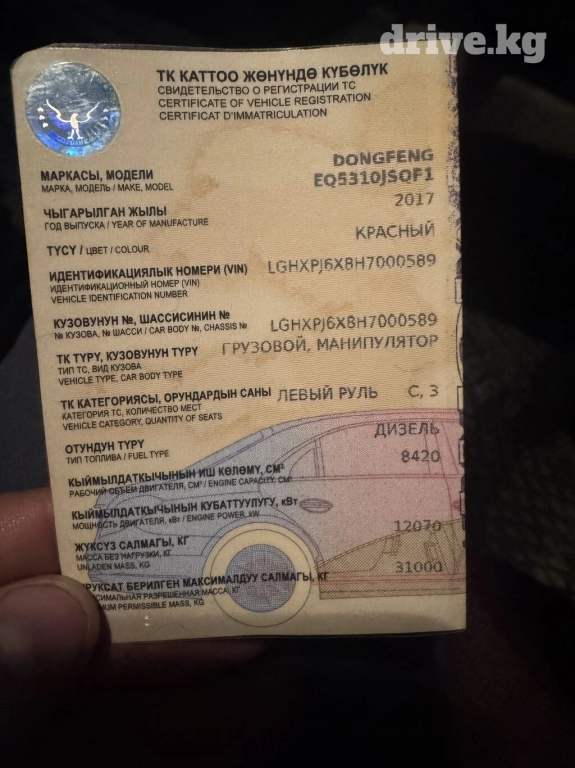 drive.kg
ТК КАТТОО ЖӨНҮНДӨ КҮБӨЛҮК
СВИДЕТЕЛЬСТВО О РЕГИСТРАЦИИ ТС
CERTIFICATE OF VEHICLE REGISTRATION
CERTIFICAT D'IMMATRICULATION
МАРКАСЫ, МОДЕЛИ
МАРКА, МОДЕЛЬ / MAKE, MODEL
DONGFENG
EQ5310JSQF1
ЧЫГАРЫЛГАН ЖЫЛЫ
ГОД ВЫПУСКА / YEAR OF MANUFACTURE
2017
ТҮСҮ / ЦВЕТ / COLOUR
КРАСНЫЙ
ИДЕНТИФИКАЦИЯЛЫК НОМЕРИ (VIN)
ИДЕНТИФИКАЦИОННЫЙ НОМЕР (VIN)
VEHICLE IDENTIFICATION NUMBER
LGHXPJ6X8H7000589
КУЗОВУНУН №, ШАССИСИНИН №
№ КУЗОВА, № ШАССИ / CAR BODY №, CHASSIS №
LGHXPJ6X8H7000589
ТК ТҮРҮ, КУЗОВУНУН ТҮРҮ
ТИП ТС, ВИД КУЗОВА
VEHICLE TYPE, CAR BODY TYPE
ГРУЗОВОЙ, МАНИПУЛЯТОР
ТК КАТЕГОРИЯСЫ, ОРУНДАРДЫН САНЫ
КАТЕГОРИЯ ТС, КОЛИЧЕСТВО МЕСТ
VEHICLE CATEGORY, QUANTITY OF SEATS
ЛЕВЫЙ РУЛЬ C, 3
ОТУНДУН ТҮРҮ
ТИП ТОПЛИВА / FUEL TYPE
ДИЗЕЛЬ
КЫЙМЫЛДАТКЫЧЫНЫН ИШ КӨЛӨМҮ, СМ³
РАБОЧИЙ ОБЪЕМ ДВИГАТЕЛЯ, СМ³ / ENGINE CAPACITY, CM³
8420
КЫЙМЫЛДАТКЫЧЫНЫН КУБАТТУУЛУГУ, кВт
МОЩНОСТЬ ДВИГАТЕЛЯ, кВт / ENGINE POWER, kW
ЖҮКСҮЗ САЛМАГЫ, КГ
МАССА БЕЗ НАГРУЗКИ, КГ
UNLADEN MASS, KG
12070
УРУКСАТ БЕРИЛГЕН МАКСИМАЛДУУ САЛМАГЫ, КГ
МАКСИМАЛЬНАЯ РАЗРЕШЕННАЯ МАССА, КГ
PERMISSIBLE MASS, KG
31000